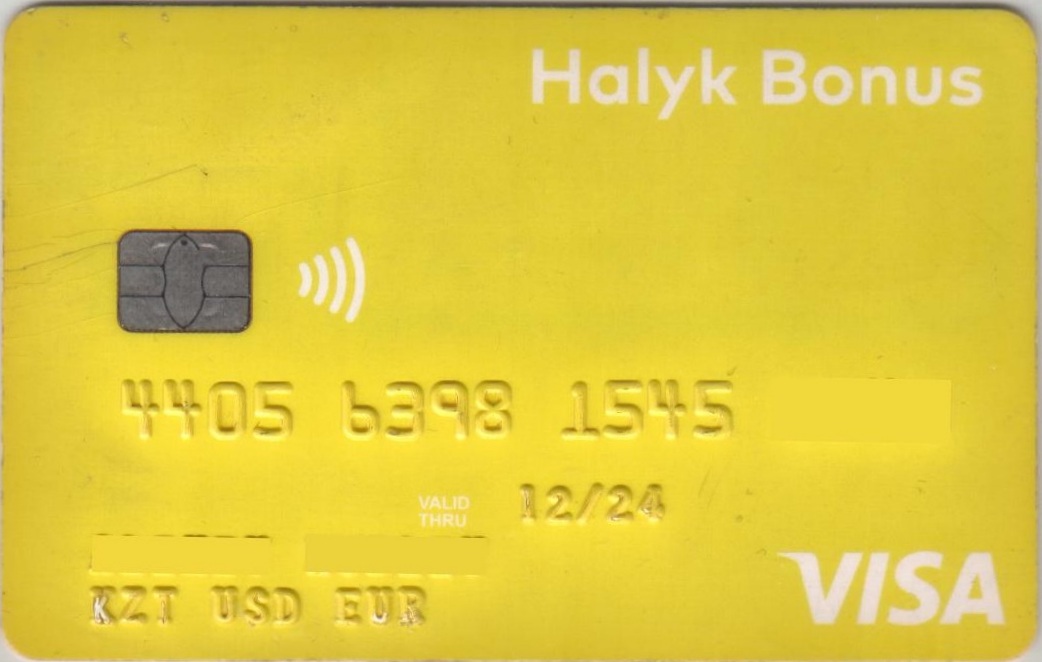 Halyk Bonus
4405 6398 1545
VALID THRU 12/24
KZT USD EUR
VISA